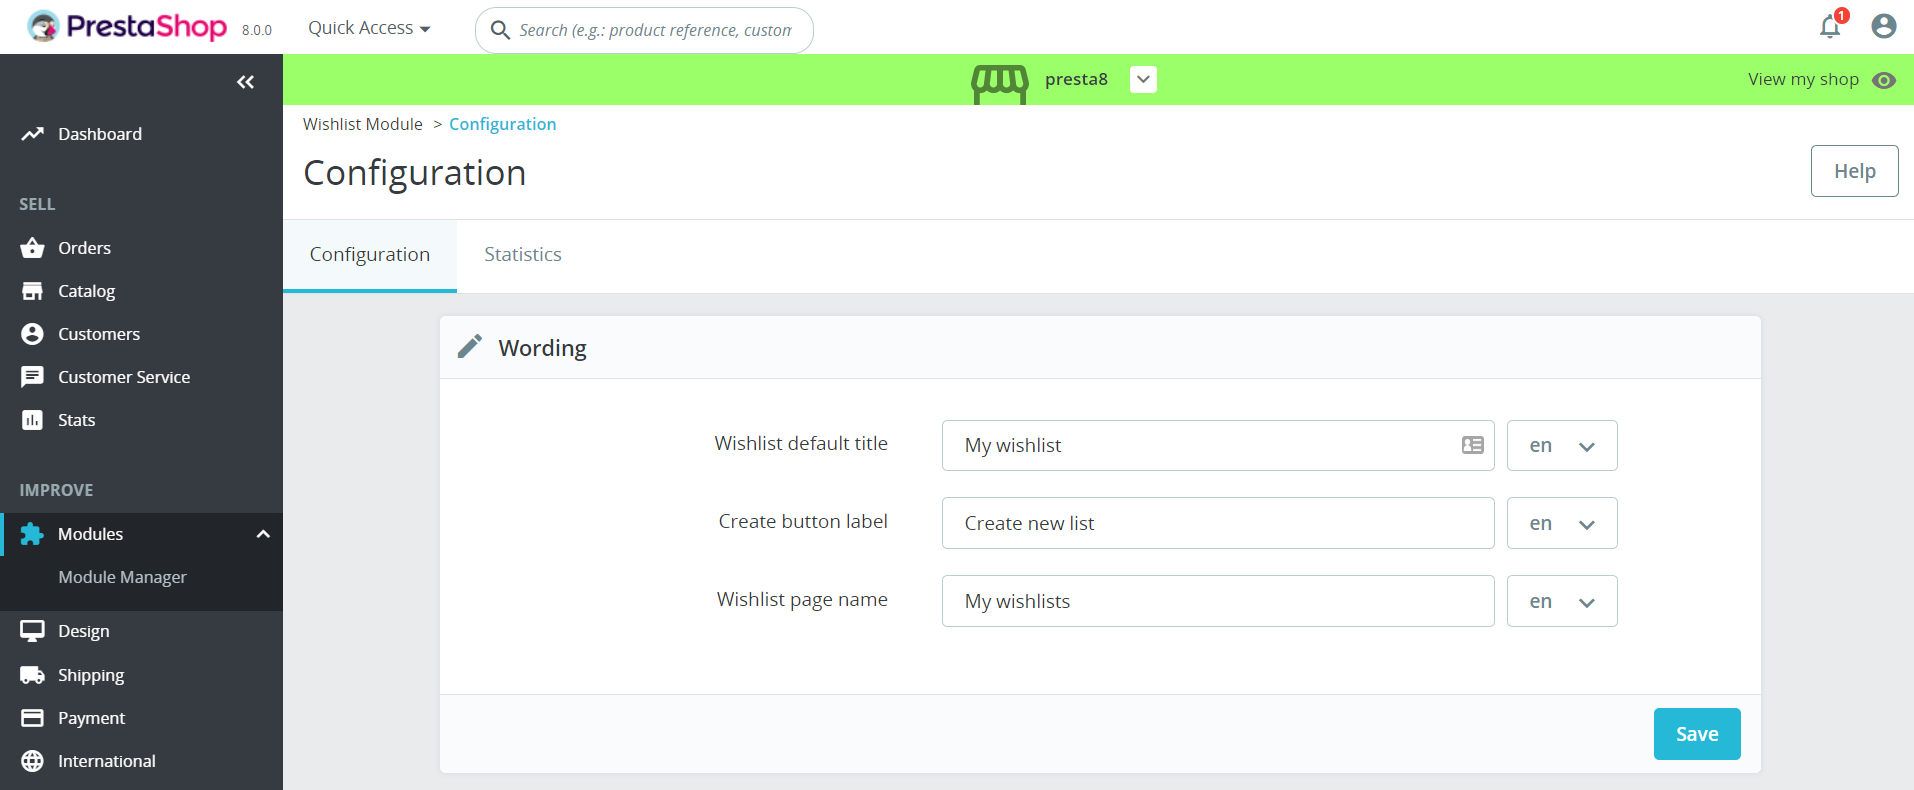 PrestaShop 8.0.0 Quick Access Search (e.g.: product reference, custom 1
presta8 View my shop
Dashboard
SELL
Orders
Catalog
Customers
Customer Service
Stats
IMPROVE
Modules
Module Manager
Design
Shipping
Payment
International
Wishlist Module > Configuration
Configuration
Help
Configuration Statistics
Wording
Wishlist default title My wishlist en
Create button label Create new list en
Wishlist page name My wishlists en
Save